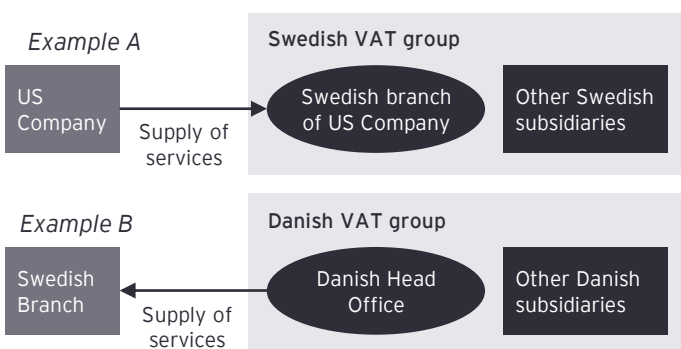 Example A
Swedish VAT group
US
Company
Supply of
services
Swedish branch
of US Company
Other Swedish
subsidiaries
Example B
Danish VAT group
Swedish
Branch
Supply of
services
Danish Head
Office
Other Danish
subsidiaries